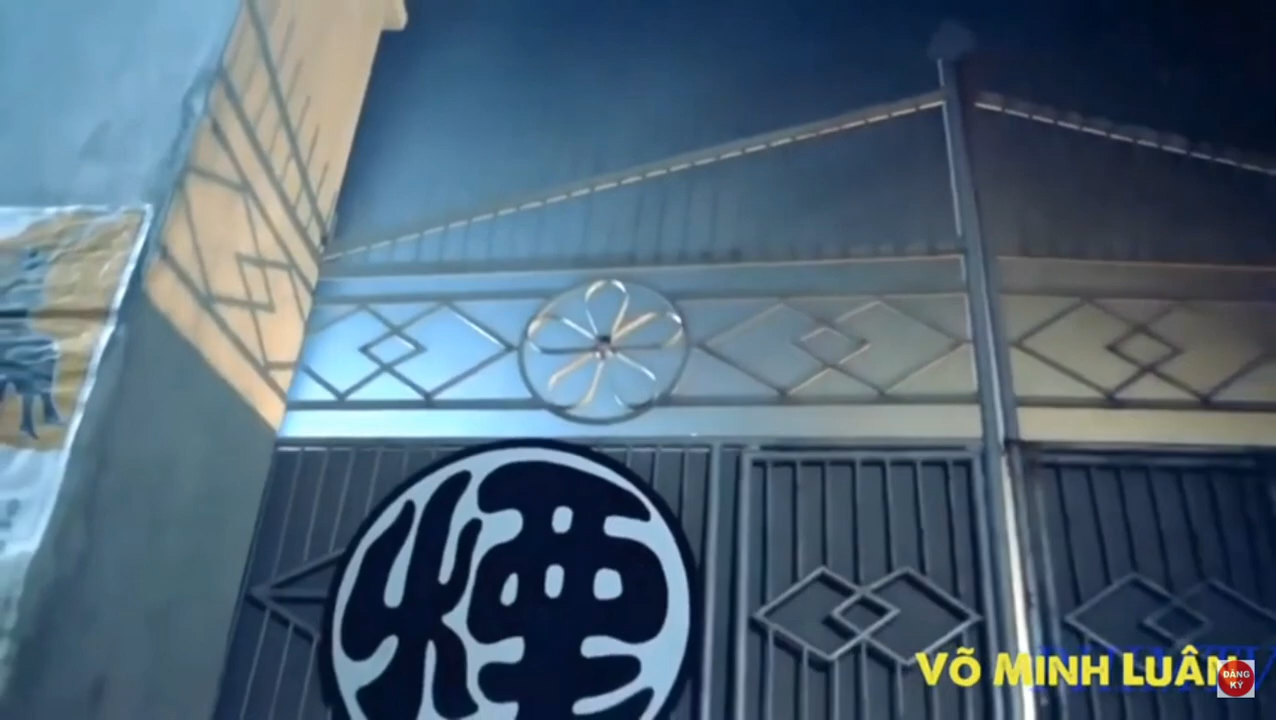 煙
VÕ MINH LUÂN
ĐĂNG
KÝ